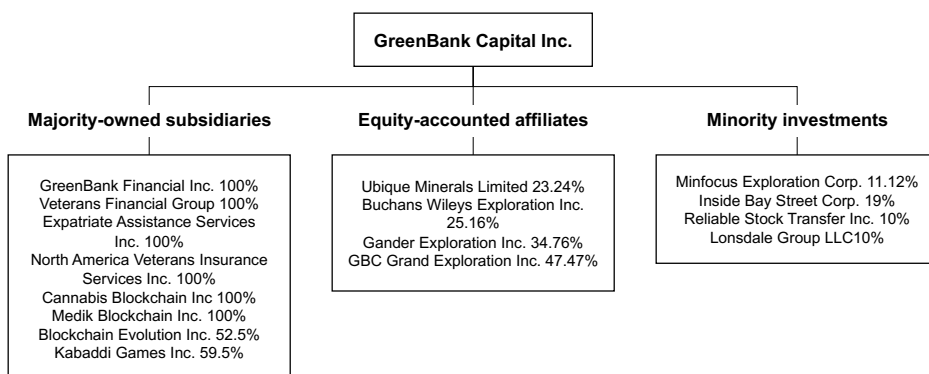 GreenBank Capital Inc.
Majority-owned subsidiaries
GreenBank Financial Inc. 100%
Veterans Financial Group 100%
Expatriate Assistance Services
Inc. 100%
North America Veterans Insurance
Services Inc. 100%
Cannabis Blockchain Inc 100%
Medik Blockchain Inc. 100%
Blockchain Evolution Inc. 52.5%
Kabaddi Games Inc. 59.5%
Equity-accounted affiliates
Ubique Minerals Limited 23.24%
Buchans Wileys Exploration Inc.
25.16%
Gander Exploration Inc. 34.76%
GBC Grand Exploration Inc. 47.47%
Minority investments
Minfocus Exploration Corp. 11.12%
Inside Bay Street Corp. 19%
Reliable Stock Transfer Inc. 10%
Lonsdale Group LLC10%